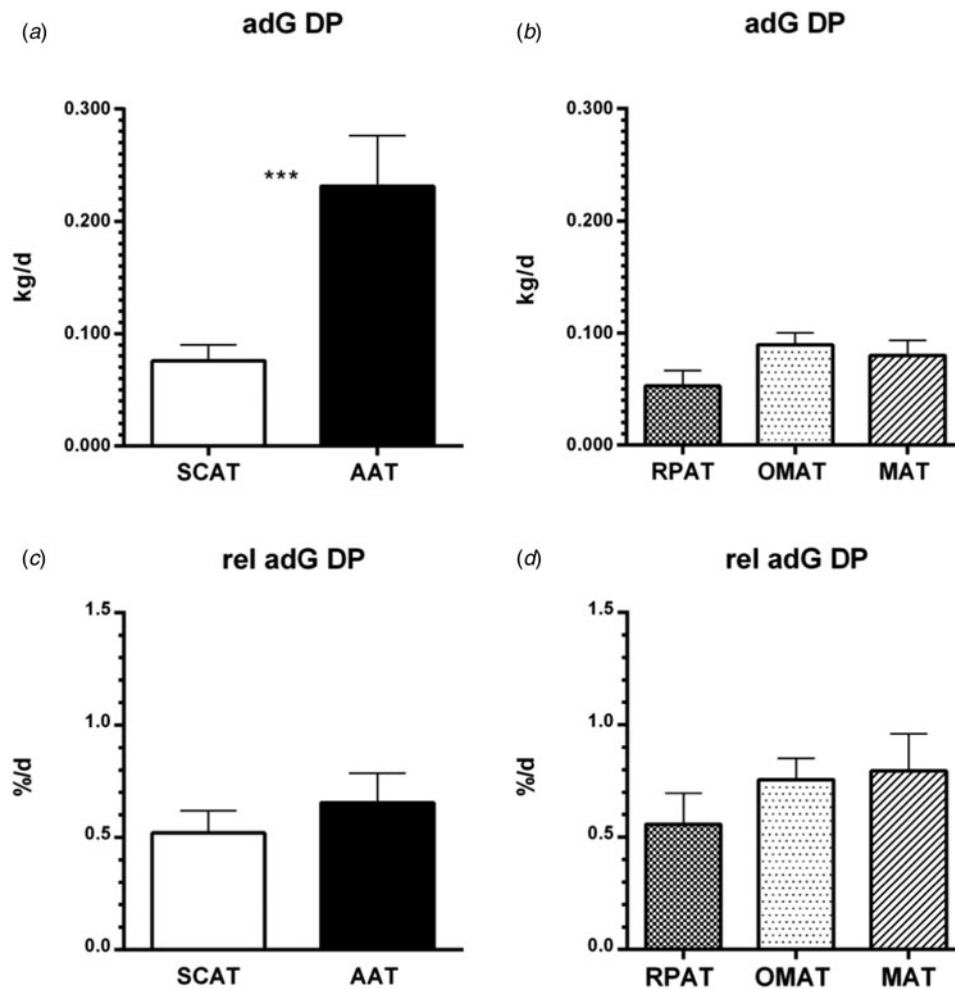 (a)
adG DP
kg/d
0.300
0.200
0.100
0.000
***
SCAT
AAT
(b)
adG DP
kg/d
0.300
0.200
0.100
0.000
RPAT
OMAT
MAT
(c)
rel adG DP
%/d
1.5
1.0
0.5
0.0
SCAT
AAT
(d)
rel adG DP
%/d
1.5
1.0
0.5
0.0
RPAT
OMAT
MAT